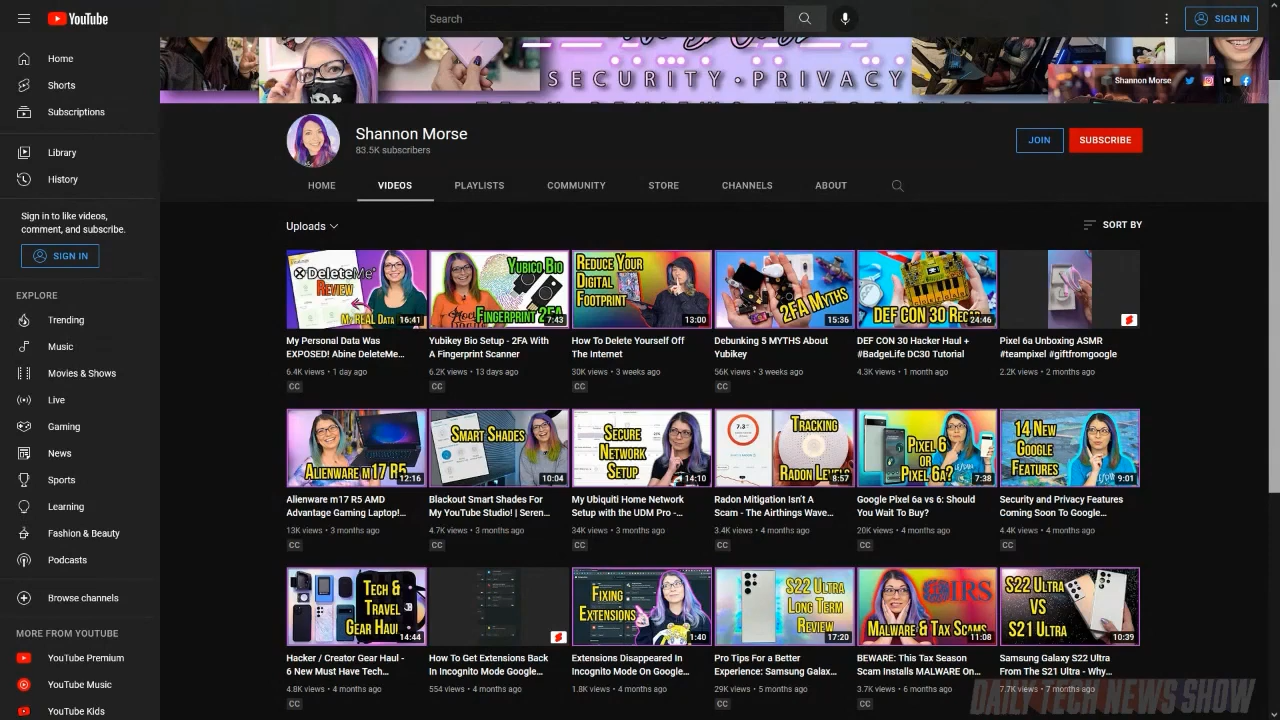 YouTube
Search
SIGN IN
Home
Shorts
Subscriptions
Library
History
Sign in to like videos,
comment, and subscribe.
SIGN IN
EXPLORE
Trending
Music
Movies & Shows
Live
Gaming
News
Sports
Learning
Fashion & Beauty
Podcasts
Browse channels
MORE FROM YOUTUBE
YouTube Premium
YouTube Music
YouTube Kids
SECURITY • PRIVACY
Shannon Morse
Shannon Morse
83.5K subscribers
JOIN
SUBSCRIBE
HOME VIDEOS PLAYLISTS COMMUNITY STORE CHANNELS ABOUT
Uploads
SORT BY
DeleteMe
REVIEW
MY REAL DATA
16:41
My Personal Data Was
EXPOSED! Abine DeleteMe...
6.4K views • 1 day ago
CC
YUBICO BIO
FINGERPRINT 2FA
7:43
Yubikey Bio Setup - 2FA With
A Fingerprint Scanner
6.2K views • 13 days ago
CC
REDUCE YOUR
DIGITAL
FOOTPRINT
13:00
How To Delete Yourself Off
The Internet
30K views • 3 weeks ago
CC
2FA MYTHS
15:36
Debunking 5 MYTHS About
Yubikey
56K views • 3 weeks ago
CC
DEF CON 30 RECAP
24:46
DEF CON 30 Hacker Haul +
#BadgeLife DC30 Tutorial
4.3K views • 1 month ago
Pixel 6a Unboxing ASMR
#teampixel #giftfromgoogle
2.2K views • 2 months ago
ALIENWARE M17 R5
12:16
Alienware m17 R5 AMD
Advantage Gaming Laptop!...
13K views • 3 months ago
CC
SMART SHADES
10:04
Blackout Smart Shades For
My YouTube Studio! | Seren...
4.7K views • 3 months ago
CC
SECURE
NETWORK
SETUP
14:10
My Ubiquiti Home Network
Setup with the UDM Pro -...
34K views • 3 months ago
CC
7.3
TRACKING
RADON LEVELS
8:57
Radon Mitigation Isn't A
Scam - The Airthings Wave...
3.4K views • 4 months ago
CC
PIXEL 6
OR
PIXEL 6A?
7:38
Google Pixel 6a vs 6: Should
You Wait To Buy?
20K views • 4 months ago
CC
14 NEW
GOOGLE
FEATURES
9:01
Security and Privacy Features
Coming Soon To Google...
4.4K views • 4 months ago
CC
TECH &
TRAVEL
GEAR HAUL
14:44
Hacker / Creator Gear Haul -
6 New Must Have Tech...
4.8K views • 4 months ago
CC
How To Get Extensions Back
In Incognito Mode Google...
554 views • 4 months ago
FIXING
EXTENSIONS
1:40
Extensions Disappeared In
Incognito Mode On Google...
1.8K views • 4 months ago
S22 ULTRA
LONG TERM
REVIEW
17:20
Pro Tips For a Better
Experience: Samsung Galax...
29K views • 5 months ago
CC
IRS
MALWARE & TAX SCAMS
11:08
BEWARE: This Tax Season
Scam Installs MALWARE On...
3.7K views • 6 months ago
CC
S22 ULTRA
VS
S21 ULTRA
10:39
Samsung Galaxy S22 Ultra
From The S21 Ultra - Why...
7.7K views • 7 months ago
DAILY TECH NEWS SHOW